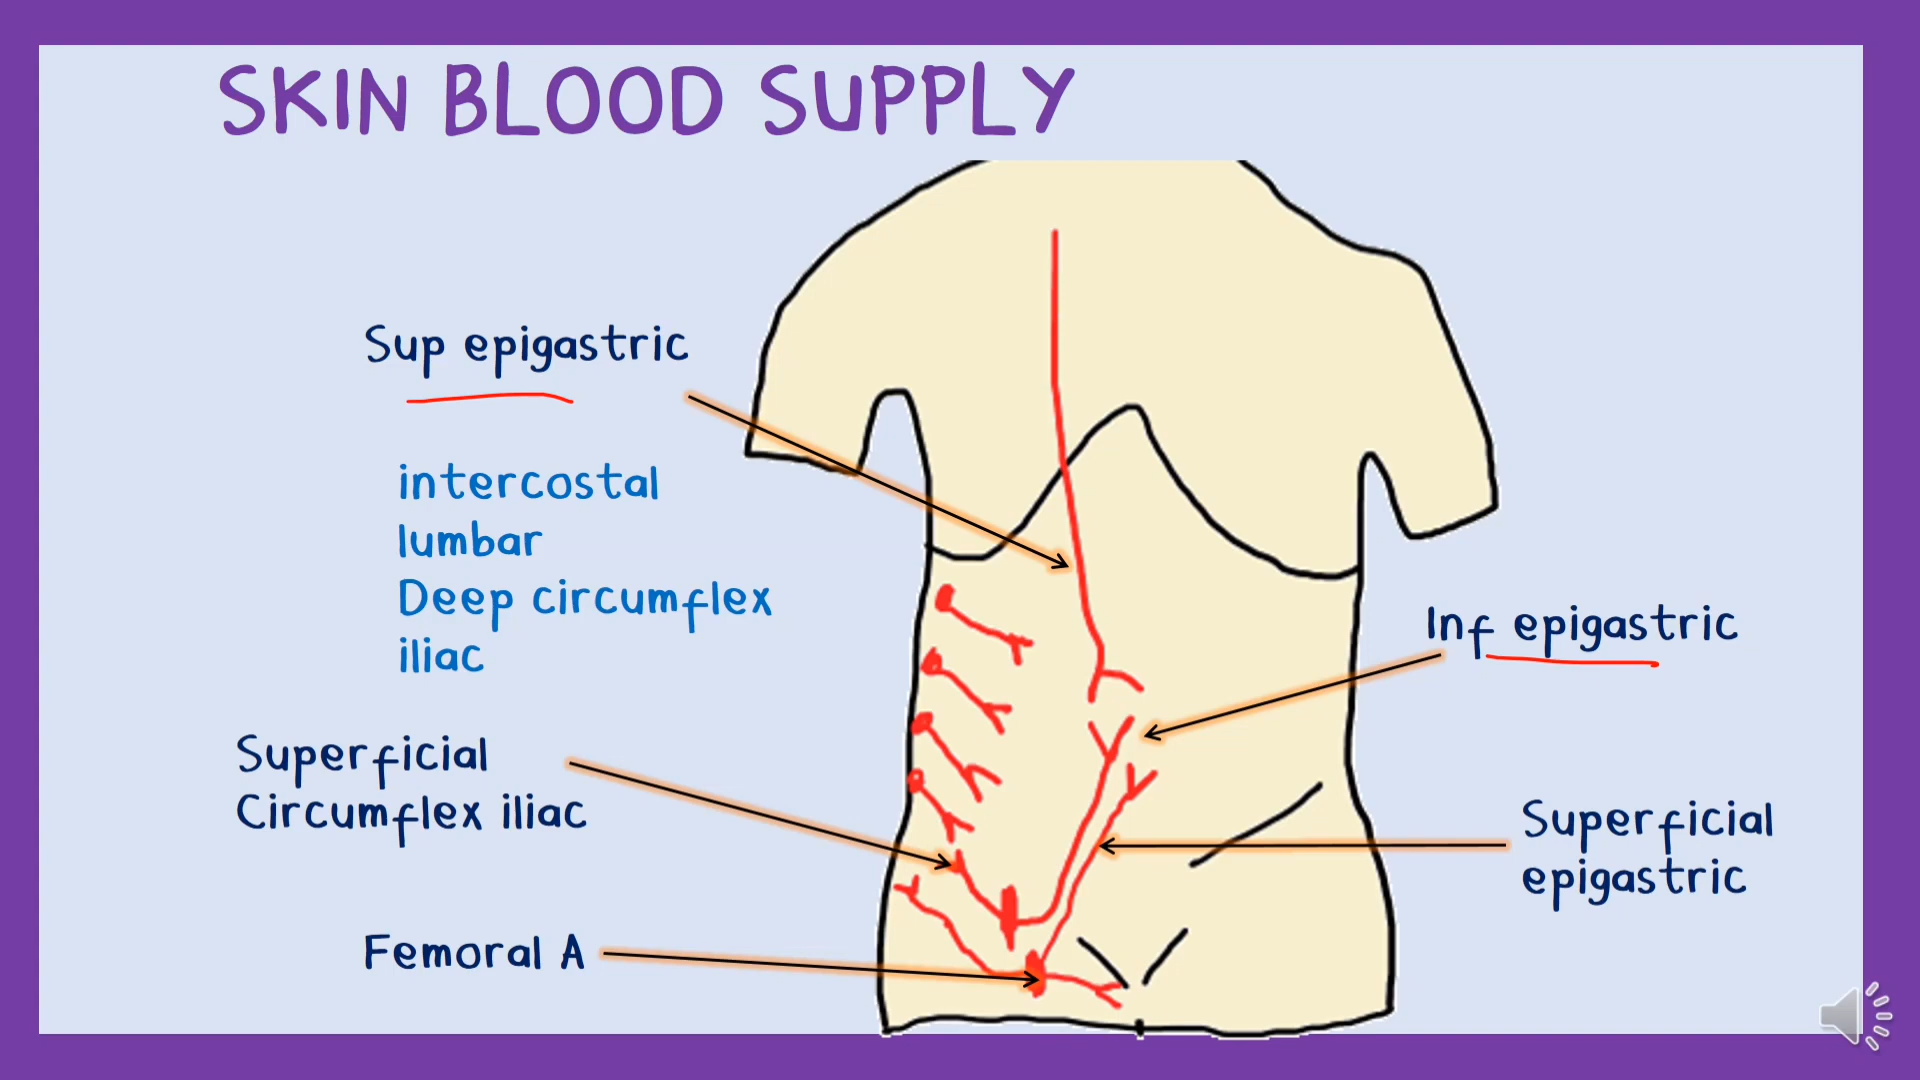 SKIN BLOOD SUPPLY
Sup epigastric
intercostal
lumbar
Deep circumflex
iliac
Superficial
Circumflex iliac
Femoral A
Inf epigastric
Superficial
epigastric